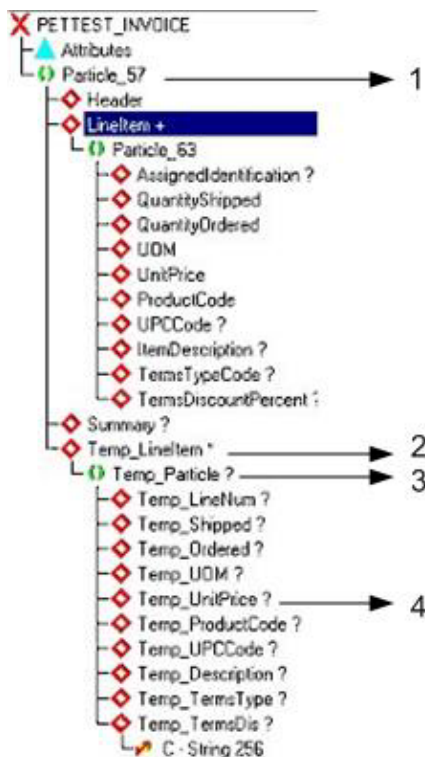 PETTEST_INVOICE
Attributes
Particle_57
1
Header
LineItem +
Particle_63
AssignedIdentification ?
QuantityShipped
QuantityOrdered
UOM
UnitPrice
ProductCode
UPCCode ?
ItemDescription ?
TermsTypeCode ?
TermsDiscountPercent ?
Summary ?
Temp_LineItem *
2
Temp_Particle ?
3
Temp_LineNum ?
Temp_Shipped ?
Temp_Ordered ?
Temp_UOM ?
Temp_UnitPrice ?
4
Temp_ProductCode ?
Temp_UPCCode ?
Temp_Description ?
Temp_TermsType ?
Temp_TermsDis ?
C - String 256